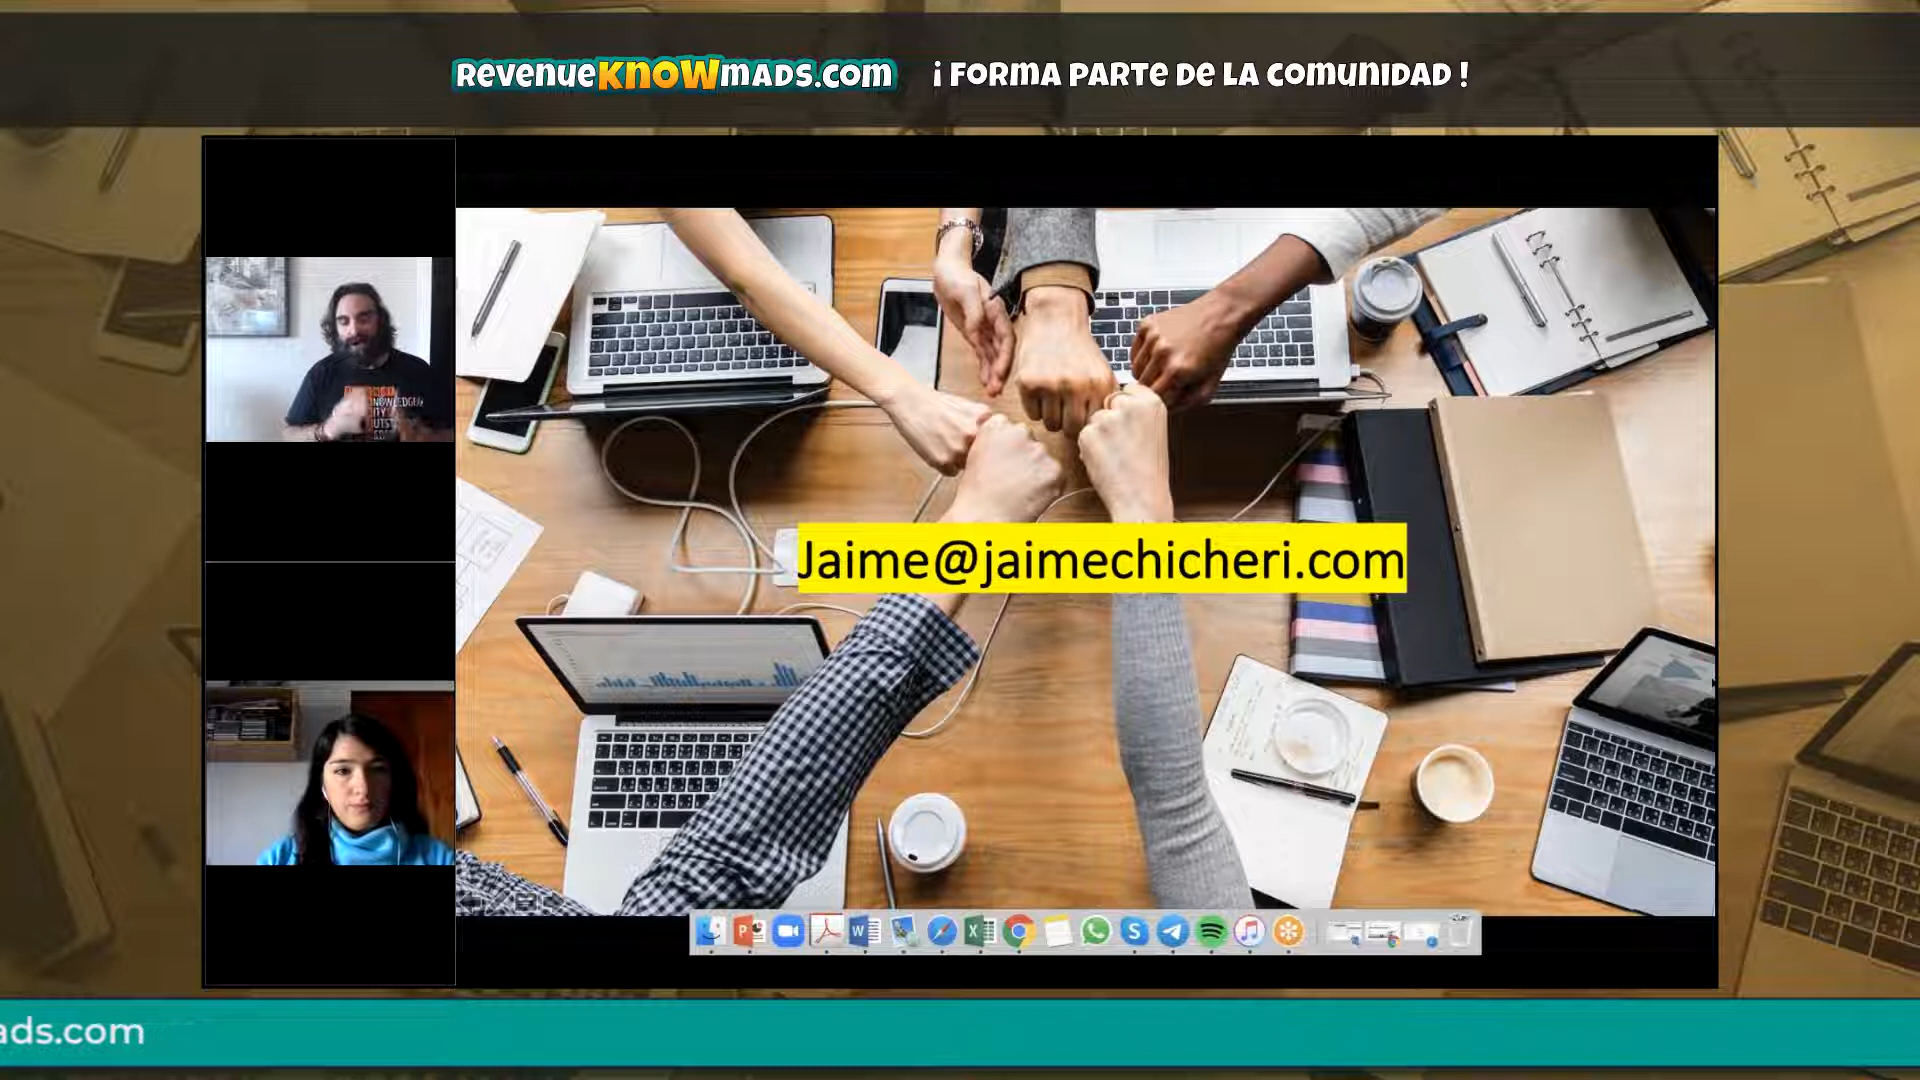 RevenueKNOWmads.com
¡ FORMA PARTE DE LA COMUNIDAD !
Jaime@jaimechicheri.com
ads.com